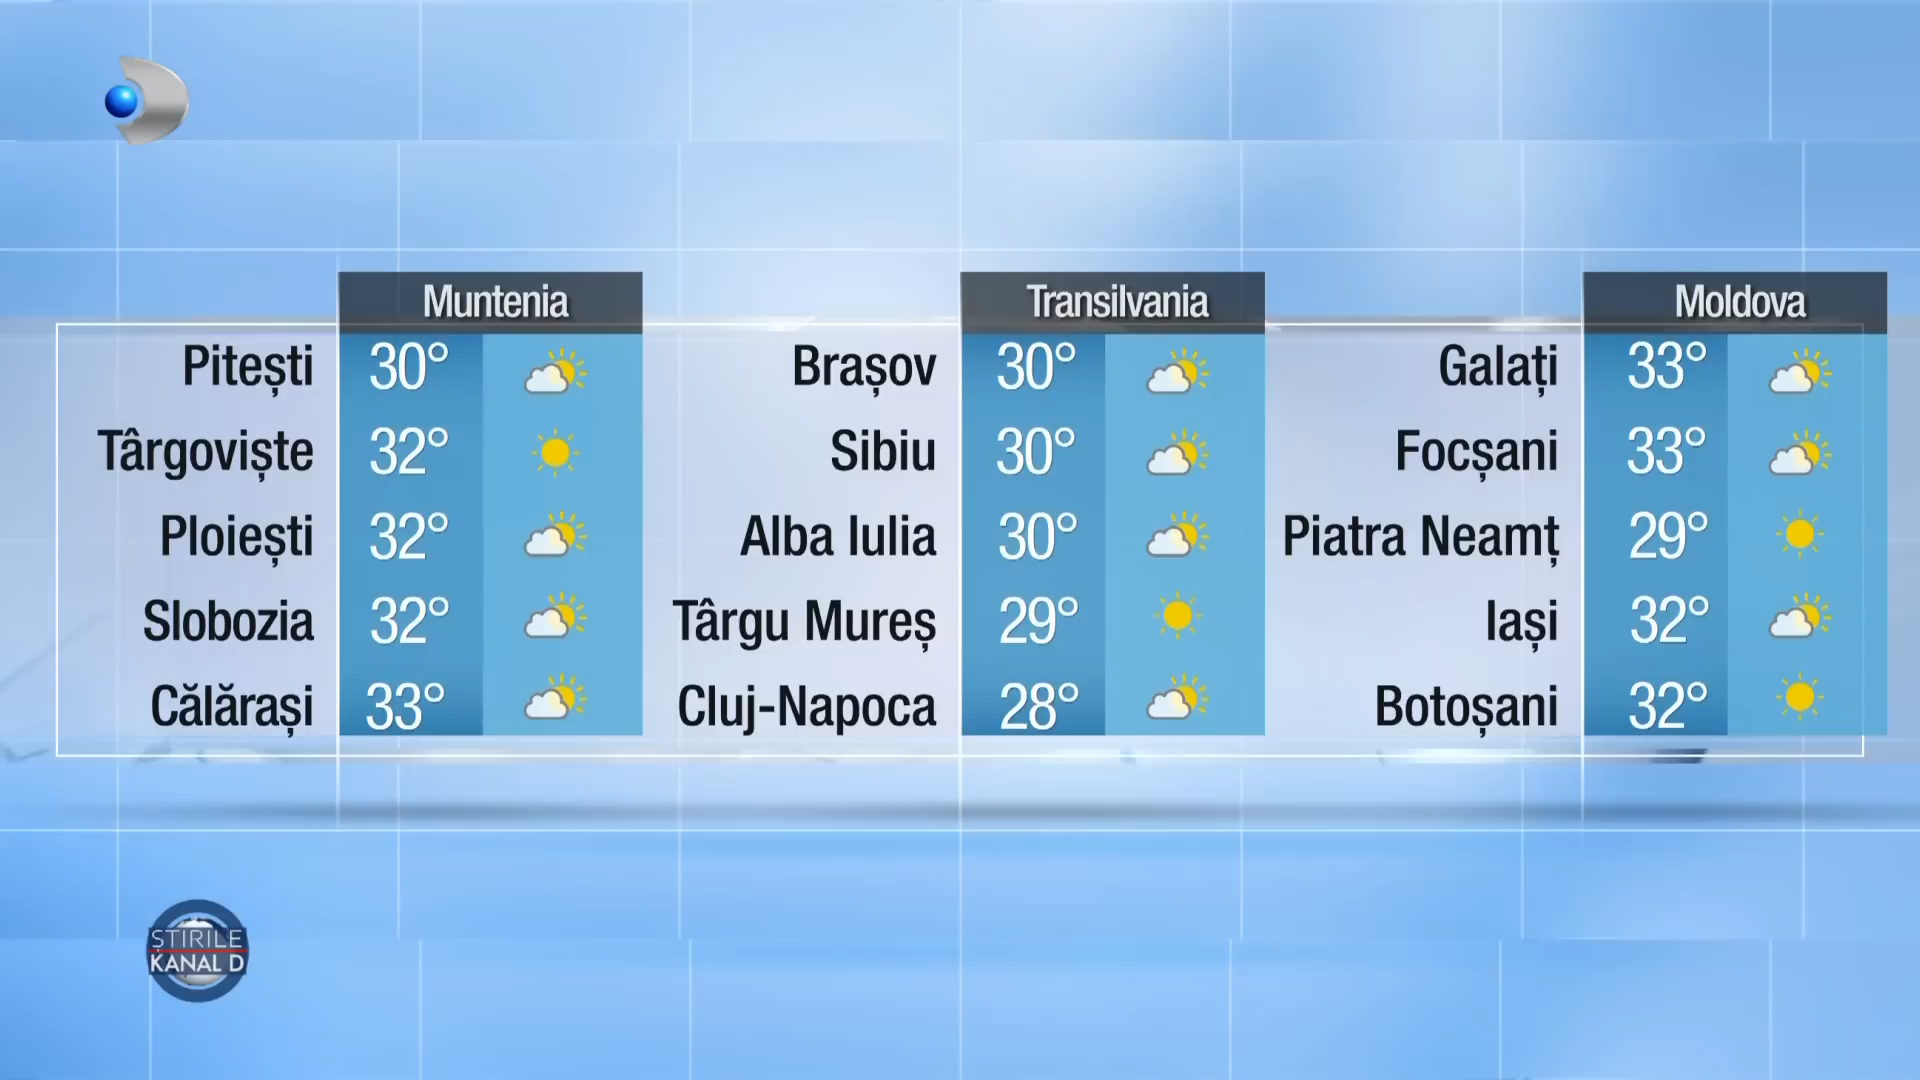 Muntenia
Pitești 30°
Târgoviște 32°
Ploiești 32°
Slobozia 32°
Călărași 33°
Transilvania
Brașov 30°
Sibiu 30°
Alba Iulia 30°
Târgu Mureș 29°
Cluj-Napoca 28°
Moldova
Galați 33°
Focșani 33°
Piatra Neamț 29°
Iași 32°
Botoșani 32°
ȘTIRILE
KANAL D